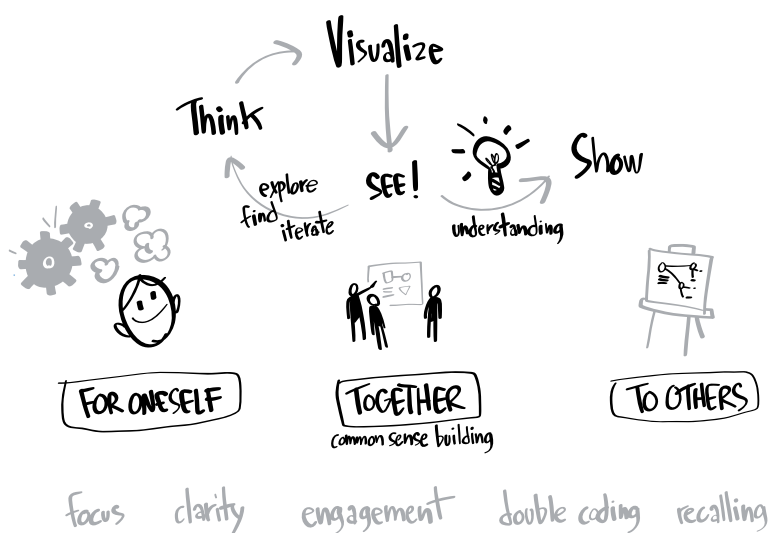 Visualize
Think
SEE!
Show
explore
find
iterate
understanding
FOR ONESELF
TOGETHER
TO OTHERS
common sense building
focus clarity engagement double coding recalling